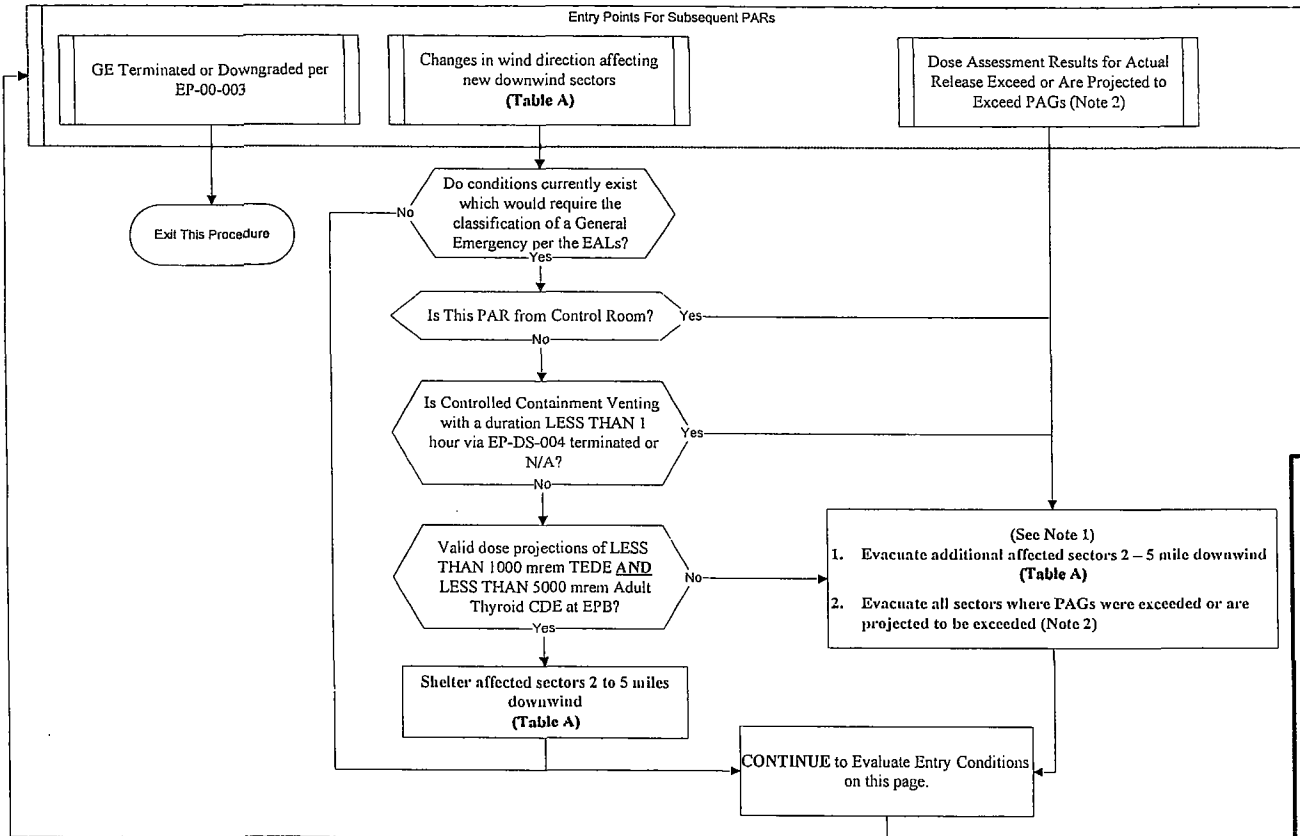 Entry Points For Subsequent PARs
GE Terminated or Downgraded per
EP-00-003
Changes in wind direction affecting
new downwind sectors
(Table A)
Dose Assessment Results for Actual
Release Exceed or Are Projected to
Exceed PAGs (Note 2)
Do conditions currently exist
which would require the
classification of a General
Emergency per the EALs?
No
Yes
Exit This Procedure
Is This PAR from Control Room?
Yes
No
Is Controlled Containment Venting
with a duration LESS THAN 1
hour via EP-DS-004 terminated or
N/A?
Yes
No
Valid dose projections of LESS
THAN 1000 mrem TEDE AND
LESS THAN 5000 mrem Adult
Thyroid CDE at EPB?
No
Yes
(See Note 1)
1. Evacuate additional affected sectors 2 – 5 mile downwind
(Table A)
2. Evacuate all sectors where PAGs were exceeded or are
projected to be exceeded (Note 2)
Shelter affected sectors 2 to 5 miles
downwind
(Table A)
CONTINUE to Evaluate Entry Conditions
on this page.